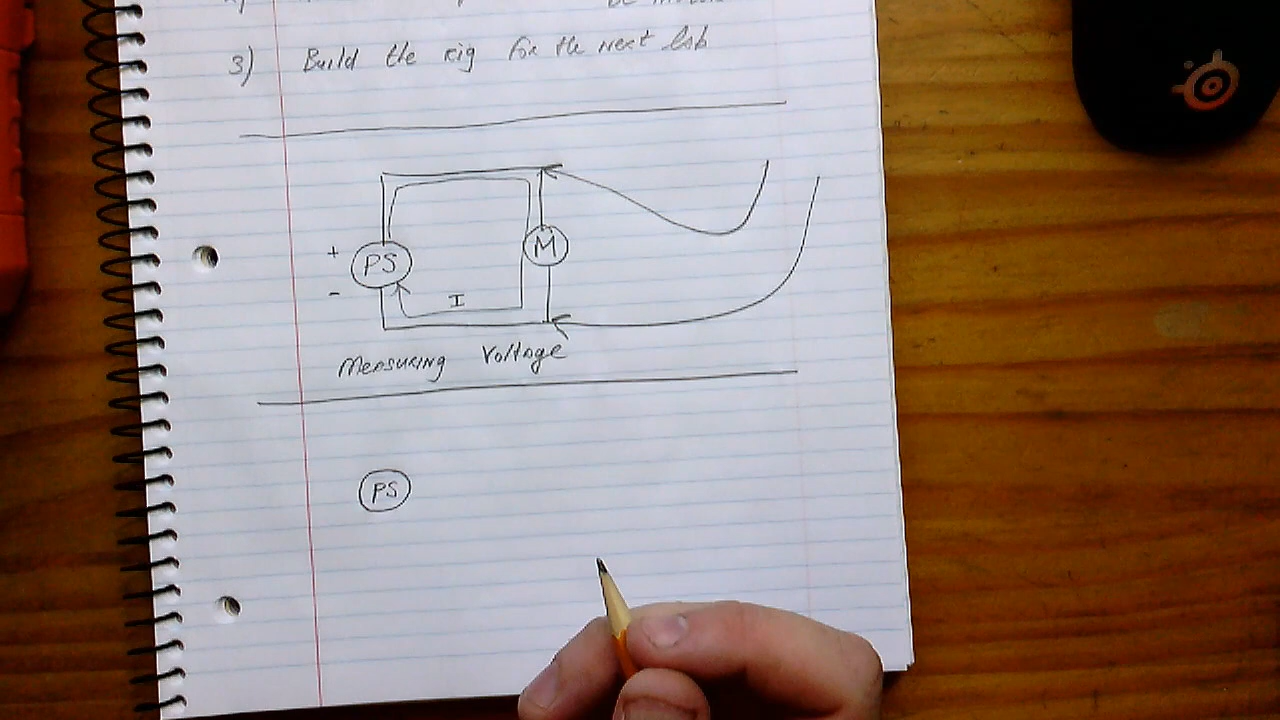 3) Build the rig for the next lab
+
PS
M
-
I
Measuring Voltage
PS